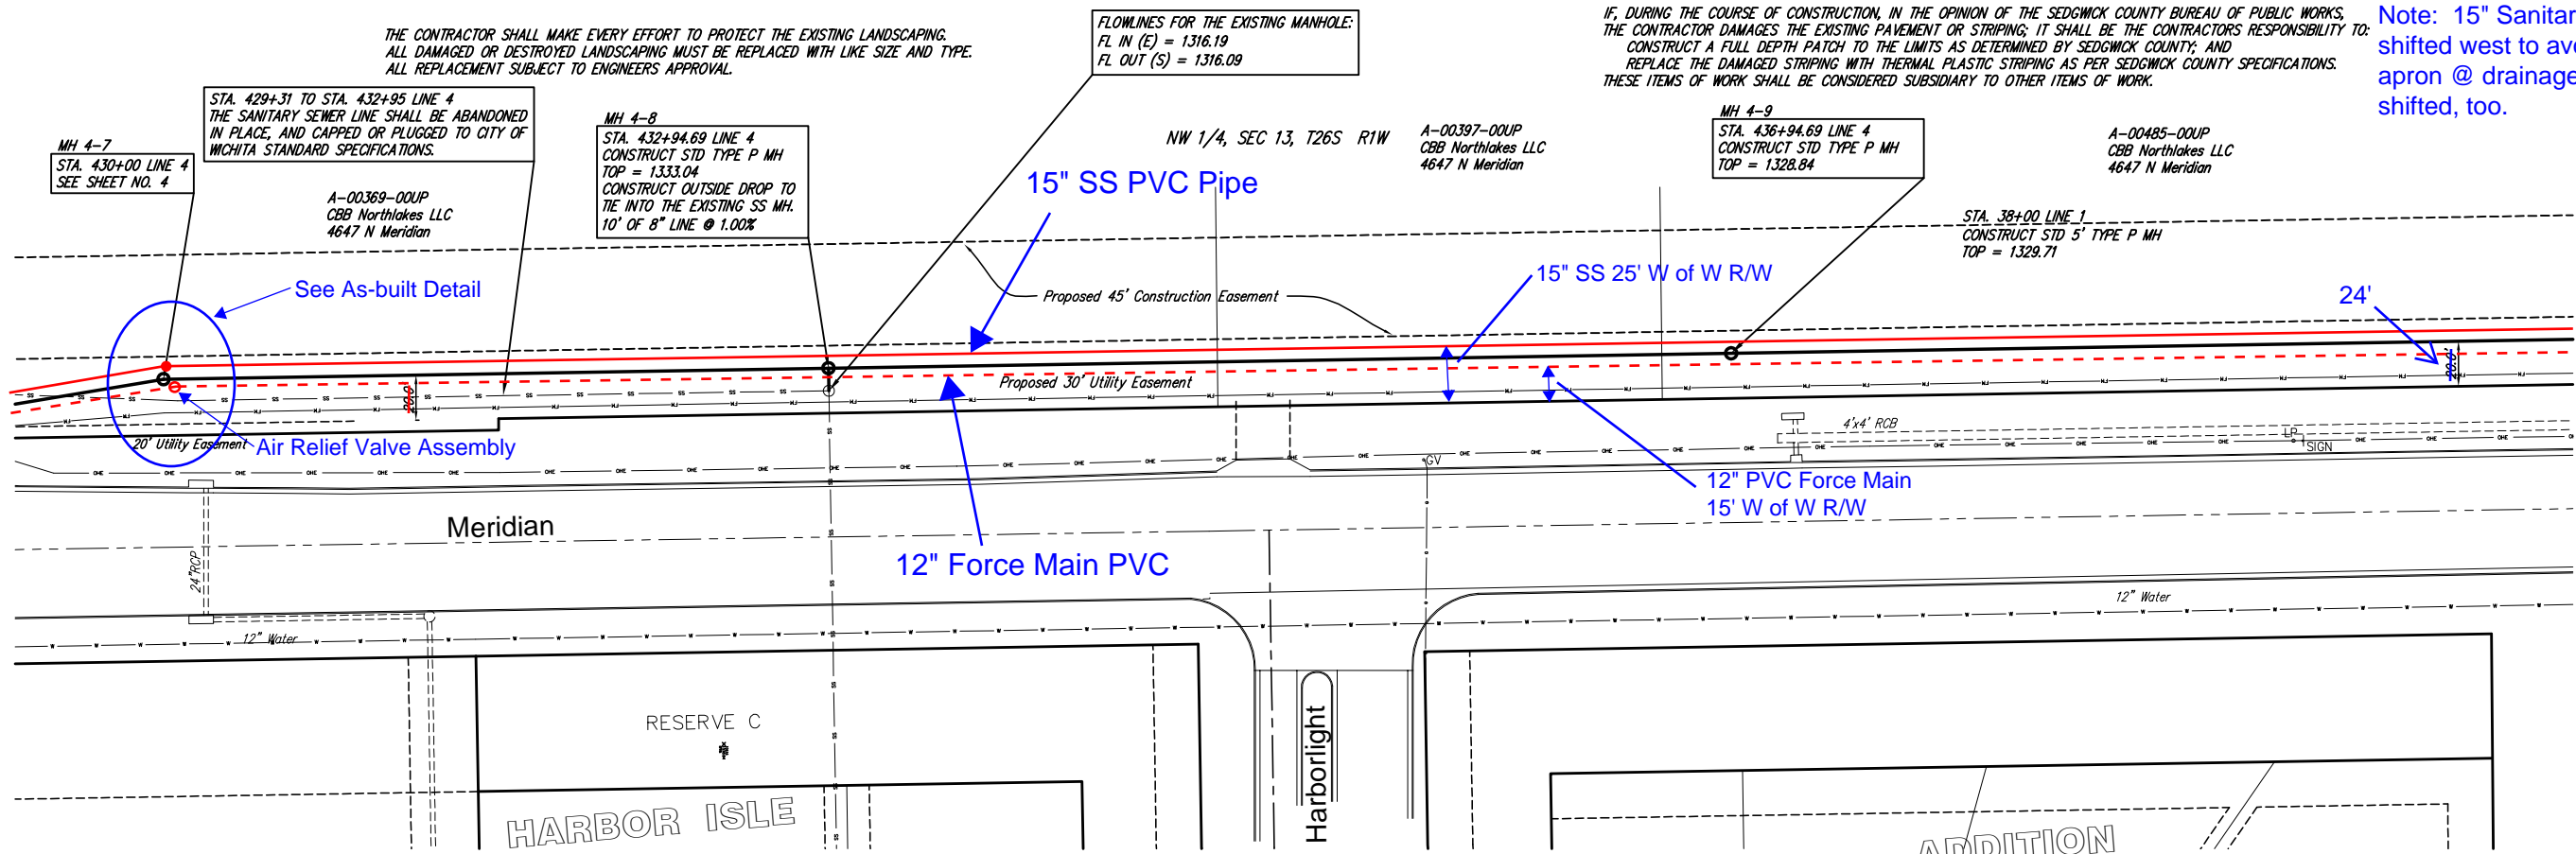 THE CONTRACTOR SHALL MAKE EVERY EFFORT TO PROTECT THE EXISTING LANDSCAPING.
ALL DAMAGED OR DESTROYED LANDSCAPING MUST BE REPLACED WITH LIKE SIZE AND TYPE.
ALL REPLACEMENT SUBJECT TO ENGINEERS APPROVAL.
FLOWLINES FOR THE EXISTING MANHOLE:
FL IN (E) = 1316.19
FL OUT (S) = 1316.09
IF, DURING THE COURSE OF CONSTRUCTION, IN THE OPINION OF THE SEDGWICK COUNTY BUREAU OF PUBLIC WORKS,
THE CONTRACTOR DAMAGES THE EXISTING PAVEMENT OR STRIPING; IT SHALL BE THE CONTRACTORS RESPONSIBILITY TO:
CONSTRUCT A FULL DEPTH PATCH TO THE LIMITS AS DETERMINED BY SEDGWICK COUNTY; AND
REPLACE THE DAMAGED STRIPING WITH THERMAL PLASTIC STRIPING AS PER SEDGWICK COUNTY SPECIFICATIONS.
THESE ITEMS OF WORK SHALL BE CONSIDERED SUBSIDIARY TO OTHER ITEMS OF WORK.
Note: 15" Sanitar
shifted west to avo
apron @ drainage
shifted, too.
MH 4-7
STA. 430+00 LINE 4
SEE SHEET NO. 4
STA. 429+31 TO STA. 432+95 LINE 4
THE SANITARY SEWER LINE SHALL BE ABANDONED
IN PLACE, AND CAPPED OR PLUGGED TO CITY OF
WICHITA STANDARD SPECIFICATIONS.
A-00369-00UP
CBB Northlakes LLC
4647 N Meridian
MH 4-8
STA. 432+94.69 LINE 4
CONSTRUCT STD TYPE P MH
TOP = 1333.04
CONSTRUCT OUTSIDE DROP TO
TIE INTO THE EXISTING SS MH.
10' OF 8" LINE @ 1.00%
NW 1/4, SEC 13, T26S R1W
A-00397-00UP
CBB Northlakes LLC
4647 N Meridian
MH 4-9
STA. 436+94.69 LINE 4
CONSTRUCT STD TYPE P MH
TOP = 1328.84
A-00485-00UP
CBB Northlakes LLC
4647 N Meridian
STA. 38+00 LINE 1
CONSTRUCT STD 5' TYPE P MH
TOP = 1329.71
15" SS PVC Pipe
See As-built Detail
Proposed 45' Construction Easement
15" SS 25' W of W R/W
24'
20.0
20.0'
Proposed 30' Utility Easement
20' Utility Easement
Air Relief Valve Assembly
4'x4' RCB
LP
SIGN
GV
12" PVC Force Main
15' W of W R/W
Meridian
12" Force Main PVC
24"RCP
12" Water
12" Water
RESERVE C
Harborlight
HARBOR ISLE
ADDITION